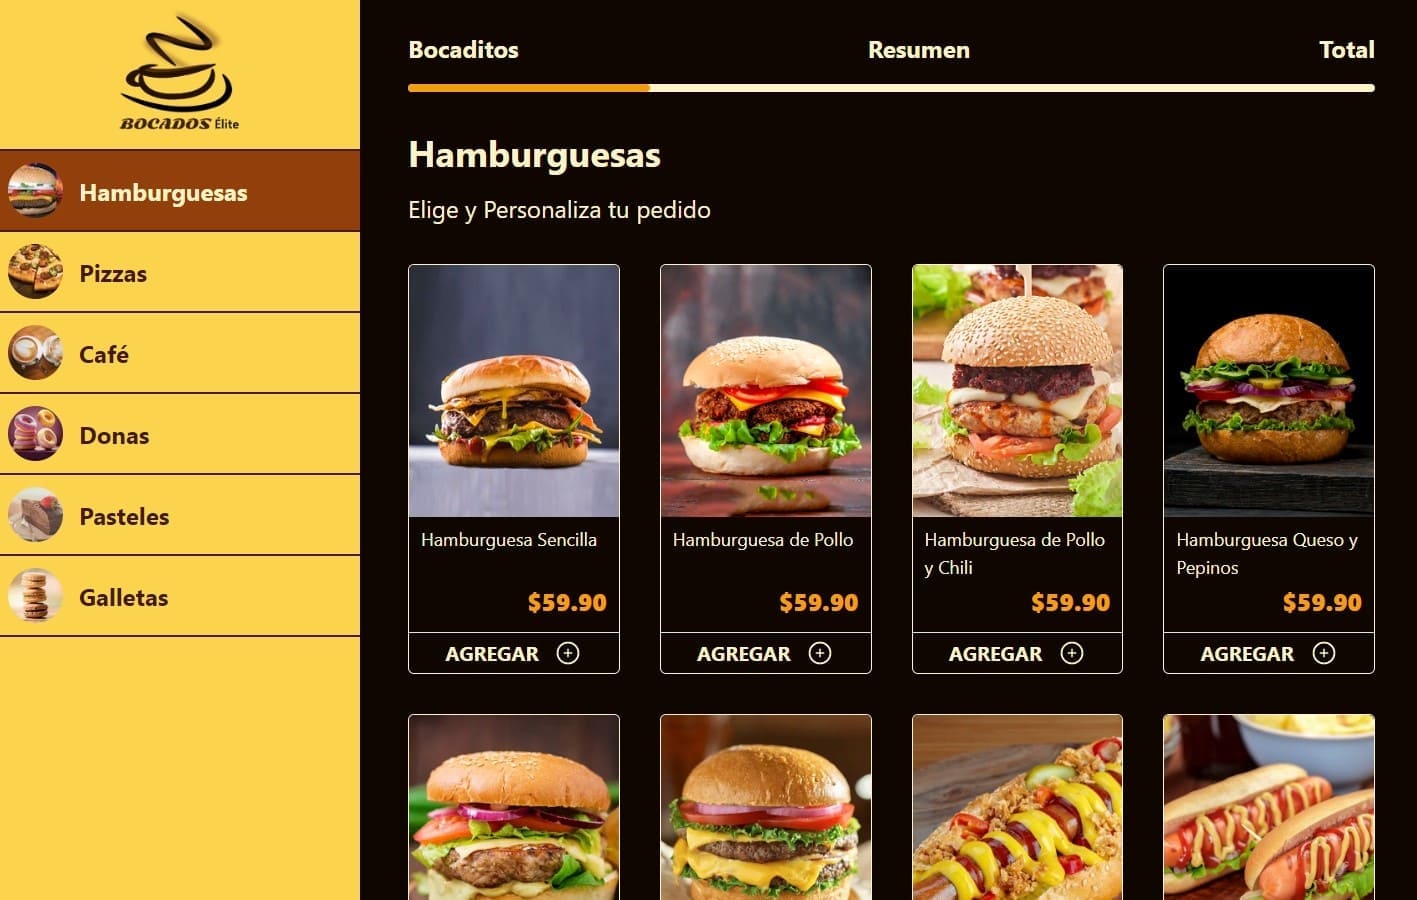 BOCADOS Élite
Hamburguesas
Pizzas
Café
Donas
Pasteles
Galletas
Bocaditos
Resumen
Total
Hamburguesas
Elige y Personaliza tu pedido
Hamburguesa Sencilla
$59.90
AGREGAR
Hamburguesa de Pollo
$59.90
AGREGAR
Hamburguesa de Pollo
y Chili
$59.90
AGREGAR
Hamburguesa Queso y
Pepinos
$59.90
AGREGAR